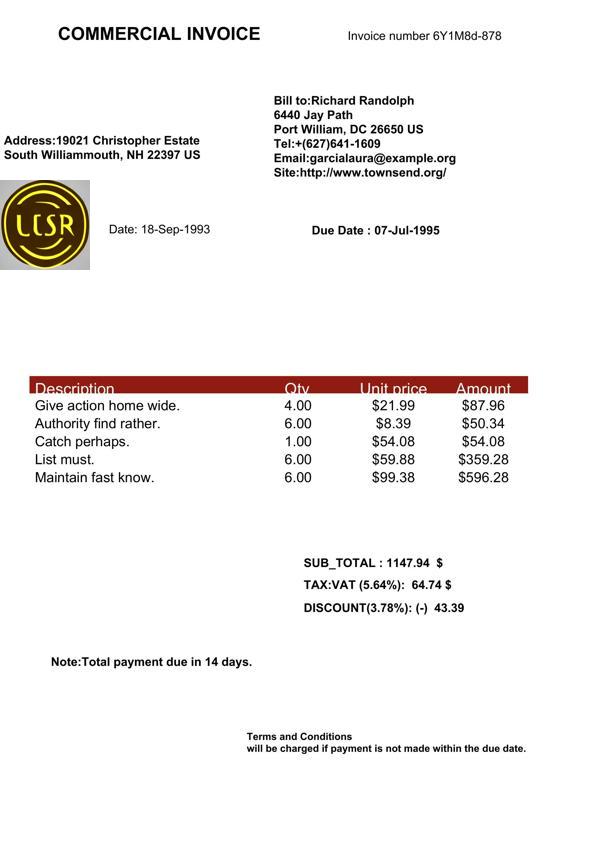 COMMERCIAL INVOICE
Invoice number 6Y1M8d-878
Bill to:Richard Randolph
6440 Jay Path
Port William, DC 26650 US
Tel:+(627)641-1609
Email:garcialaura@example.org
Site:http://www.townsend.org/
Address:19021 Christopher Estate
South Williammouth, NH 22397 US
Date: 18-Sep-1993
Due Date : 07-Jul-1995
Description Qty Unit price Amount
Give action home wide. 4.00 $21.99 $87.96
Authority find rather. 6.00 $8.39 $50.34
Catch perhaps. 1.00 $54.08 $54.08
List must. 6.00 $59.88 $359.28
Maintain fast know. 6.00 $99.38 $596.28
SUB_TOTAL : 1147.94 $
TAX:VAT (5.64%): 64.74 $
DISCOUNT(3.78%): (-) 43.39
Note:Total payment due in 14 days.
Terms and Conditions
will be charged if payment is not made within the due date.